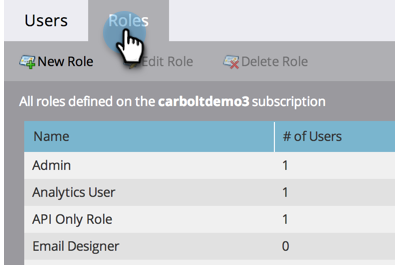 Users Roles
New Role Edit Role Delete Role
All roles defined on the carboltdemo3 subscription
Name # of Users
Admin 1
Analytics User 1
API Only Role 1
Email Designer 0